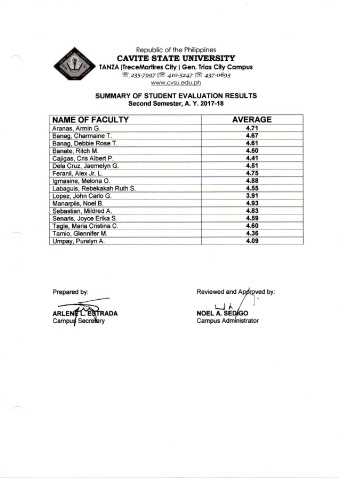 Republic of the Philippines
CAVITE STATE UNIVERSITY
TANZA |TreceMartires City | Gen. Trias City Campus
☏ 235-7997 |☏ 410-5247 |☏ 437-0693
www.cvsu.edu.ph
SUMMARY OF STUDENT EVALUATION RESULTS
Second Semester, A. Y. 2017-18
NAME OF FACULTY AVERAGE
Aranas, Armin G. 4.71
Banag, Charmaine T. 4.67
Banag, Debbie Rose T. 4.61
Banate, Ritch M. 4.50
Cajigas, Cris Albert P. 4.41
Dela Cruz, Jaemelyn G. 4.51
Feranil, Alex Jr. L. 4.75
Igmasine, Melona O. 4.88
Labaguis, Rebekakah Ruth S. 4.55
Lopez, John Carlo G. 3.91
Manarpiis, Noel B. 4.93
Sebastian, Mildred A. 4.83
Senaris, Joyce Erika S. 4.59
Tagle, Maria Cristina C. 4.60
Tamio, Glennifer M. 4.36
Umpay, Purelyn A. 4.09
Prepared by: Reviewed and Approved by:
ARLENE L. ESTRADA NOEL A. SEDIGO
Campus Secretary Campus Administrator